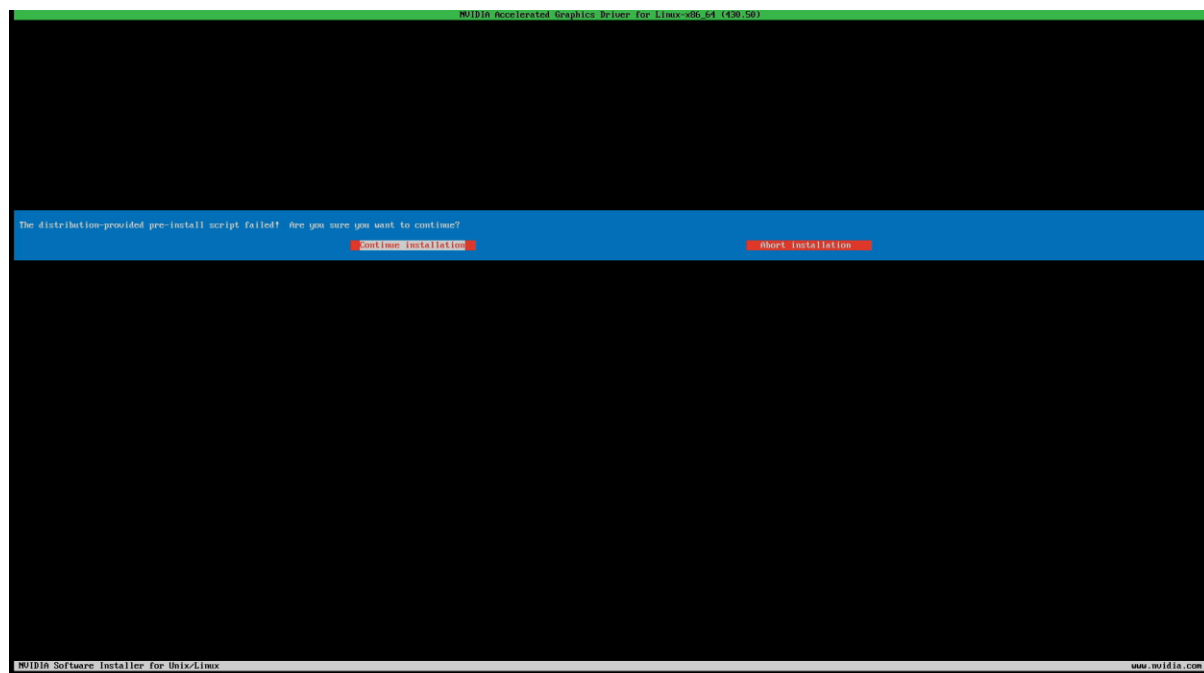 NVIDIA Accelerated Graphics Driver for Linux-x86_64 (430.50)
The distribution-provided pre-install script failed!  Are you sure you want to continue?
Continue installation
Abort installation
NVIDIA Software Installer for Unix/Linux
www.nvidia.com